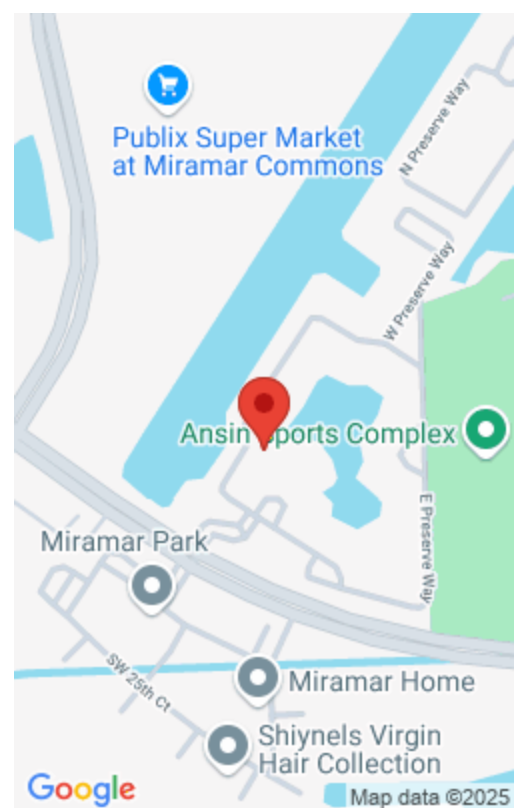 Publix Super Market
at Miramar Commons
N Preserve Way
W Preserve Way
Ansin Sports Complex
E Preserve Way
Miramar Park
SW 25th Ct
Miramar Home
Shiynels Virgin
Hair Collection
Google
Map data ©2025